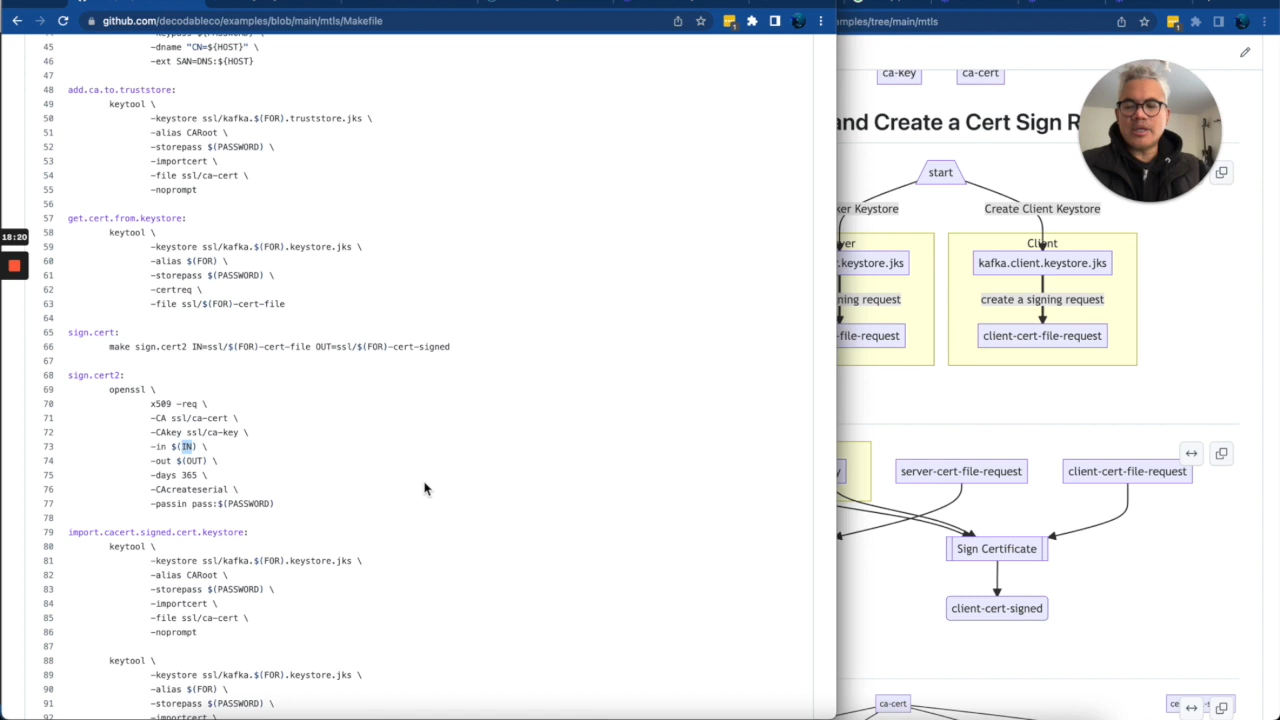 github.com/decodableco/examples/blob/main/mtls/Makefile
amples/tree/main/mtls
45 -dname "CN=${HOST}" \
46 -ext SAN=DNS:${HOST}
47
48 add.ca.to.truststore:
49 keytool \
50 -keystore ssl/kafka.$(FOR).truststore.jks \
51 -alias CARoot \
52 -storepass $(PASSWORD) \
53 -importcert \
54 -file ssl/ca-cert \
55 -noprompt
56
57 get.cert.from.keystore:
58 keytool \
59 -keystore ssl/kafka.$(FOR).keystore.jks \
60 -alias $(FOR) \
61 -storepass $(PASSWORD) \
62 -certreq \
63 -file ssl/$(FOR)-cert-file
64
65 sign.cert:
66 make sign.cert2 IN=ssl/$(FOR)-cert-file OUT=ssl/$(FOR)-cert-signed
67
68 sign.cert2:
69 openssl \
70 x509 -req \
71 -CA ssl/ca-cert \
72 -CAkey ssl/ca-key \
73 -in $(IN) \
74 -out $(OUT) \
75 -days 365 \
76 -CAcreateserial \
77 -passin pass:$(PASSWORD)
78
79 import.cacert.signed.cert.keystore:
80 keytool \
81 -keystore ssl/kafka.$(FOR).keystore.jks \
82 -alias CARoot \
83 -storepass $(PASSWORD) \
84 -importcert \
85 -file ssl/ca-cert \
86 -noprompt
87
88 keytool \
89 -keystore ssl/kafka.$(FOR).keystore.jks \
90 -alias $(FOR) \
91 -storepass $(PASSWORD) \
92 -importcert \
18:20
ca-key ca-cert
and Create a Cert Sign R
start
ker Keystore Create Client Keystore
ver Client
.keystore.jks kafka.client.keystore.jks
ning request create a signing request
-file-request client-cert-file-request
y server-cert-file-request client-cert-file-request
Sign Certificate
client-cert-signed
ca-cert